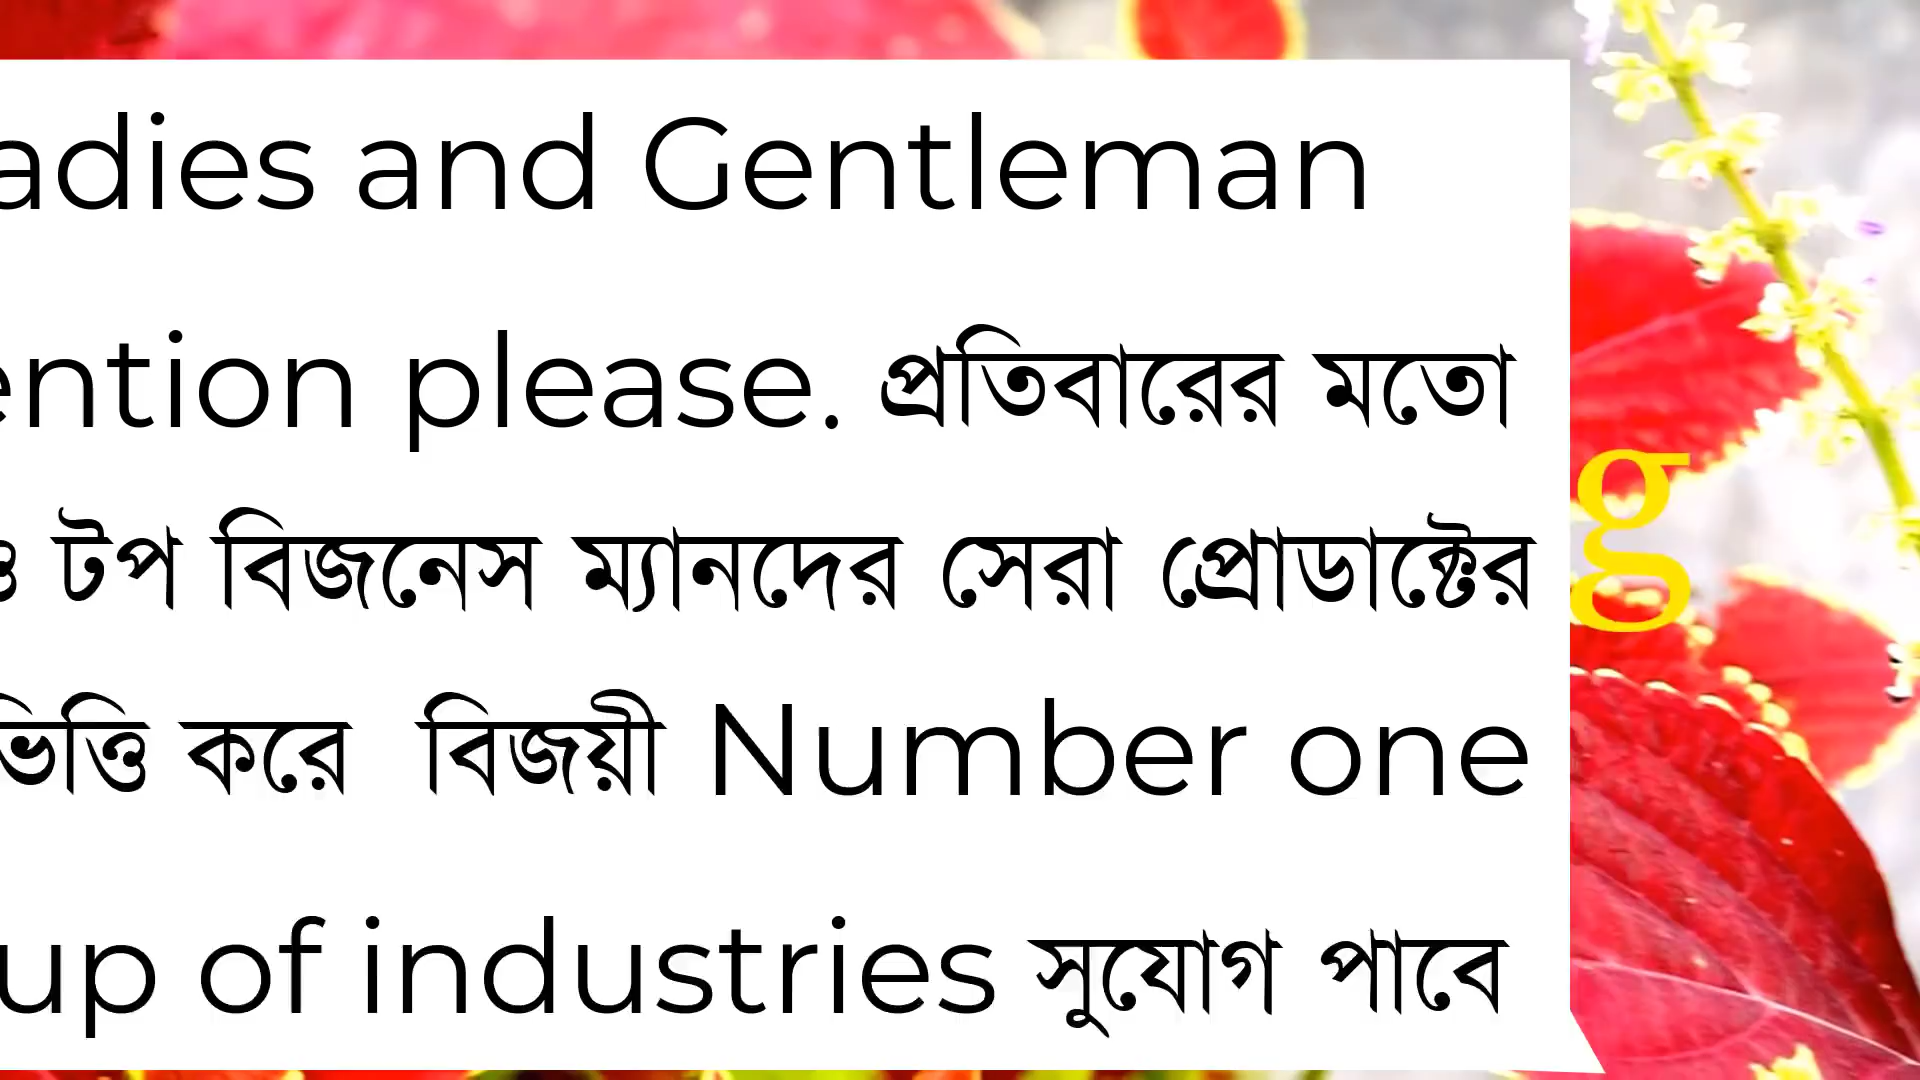 adies and Gentleman
ention please. প্রতিবারের মতো
ও টপ বিজনেস ম্যানদের সেরা প্রোডাক্টের
g
ভিত্তি করে বিজয়ী Number one
up of industries সুযোগ পাবে